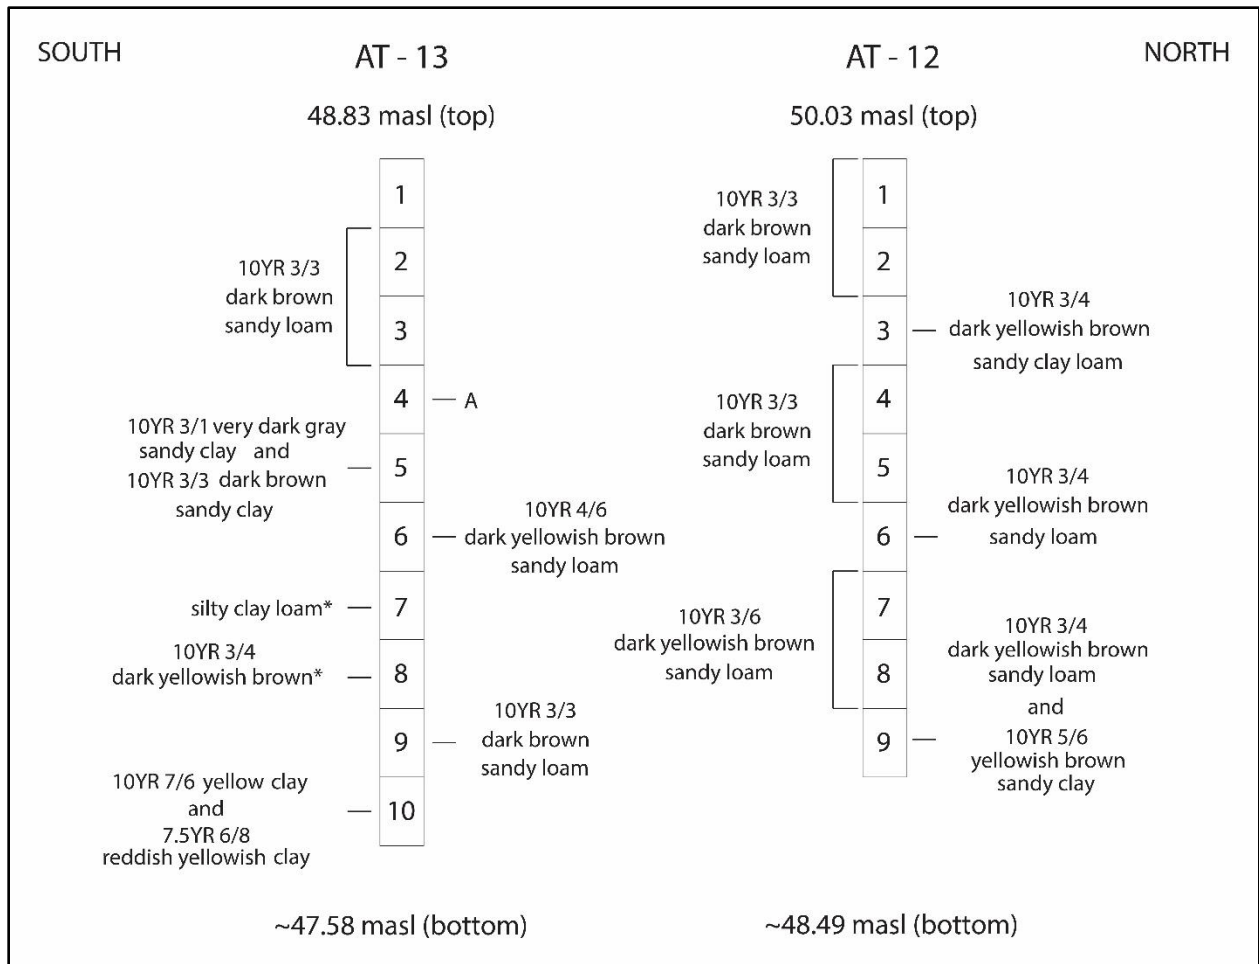 SOUTH
AT - 13
AT - 12
NORTH
48.83 masl (top)
50.03 masl (top)
1
2
3
4
5
6
7
8
9
10
10YR 3/3
dark brown
sandy loam
A
10YR 3/1 very dark gray
sandy clay and
10YR 3/3 dark brown
sandy clay
10YR 4/6
dark yellowish brown
sandy loam
silty clay loam*
10YR 3/4
dark yellowish brown*
10YR 3/3
dark brown
sandy loam
10YR 7/6 yellow clay
and
7.5YR 6/8
reddish yellowish clay
~47.58 masl (bottom)
1
2
3
4
5
6
7
8
9
10YR 3/3
dark brown
sandy loam
10YR 3/4
dark yellowish brown
sandy clay loam
10YR 3/3
dark brown
sandy loam
10YR 3/4
dark yellowish brown
sandy loam
10YR 3/6
dark yellowish brown
sandy loam
10YR 3/4
dark yellowish brown
sandy loam
and
10YR 5/6
yellowish brown
sandy clay
~48.49 masl (bottom)